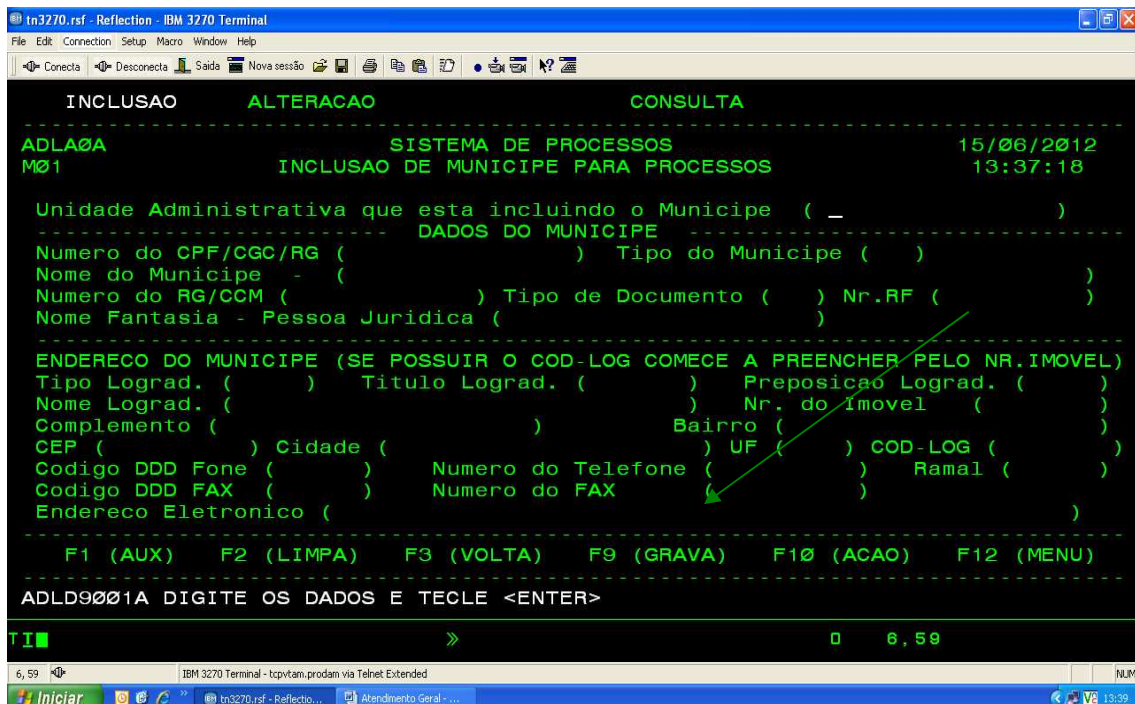 tn3270.rsf - Reflection - IBM 3270 Terminal
File Edit Connection Setup Macro Window Help
Conecta Desconecta Saida Nova sessão
INCLUSAO ALTERACAO CONSULTA
ADLAØA SISTEMA DE PROCESSOS 15/Ø6/2Ø12
MØ1 INCLUSAO DE MUNICIPE PARA PROCESSOS 13:37:18
Unidade Administrativa que esta incluindo o Municipe ( _ )
------------------------ DADOS DO MUNICIPE ----------------------------
Numero do CPF/CGC/RG ( ) Tipo do Municipe ( )
Nome do Municipe - ( )
Numero do RG/CCM ( ) Tipo de Documento ( ) Nr.RF ( )
Nome Fantasia - Pessoa Juridica ( )
ENDERECO DO MUNICIPE (SE POSSUIR O COD-LOG COMECE A PREENCHER PELO NR.IMOVEL)
Tipo Lograd. ( ) Titulo Lograd. ( ) Preposicao Lograd. ( )
Nome Lograd. ( ) Nr. do Imovel ( )
Complemento ( ) Bairro ( )
CEP ( ) Cidade ( ) UF ( ) COD-LOG ( )
Codigo DDD Fone ( ) Numero do Telefone ( ) Ramal ( )
Codigo DDD FAX ( ) Numero do FAX ( )
Endereco Eletronico ( )
F1 (AUX) F2 (LIMPA) F3 (VOLTA) F9 (GRAVA) F1Ø (ACAO) F12 (MENU)
ADLD9ØØ1A DIGITE OS DADOS E TECLE <ENTER>
TI » 6,59
6, 59 IBM 3270 Terminal - tcpvtam.prodam via Telnet Extended NUM
Iniciar » tn3270.rsf - Reflectio... Atendimento Geral - ... 13:39